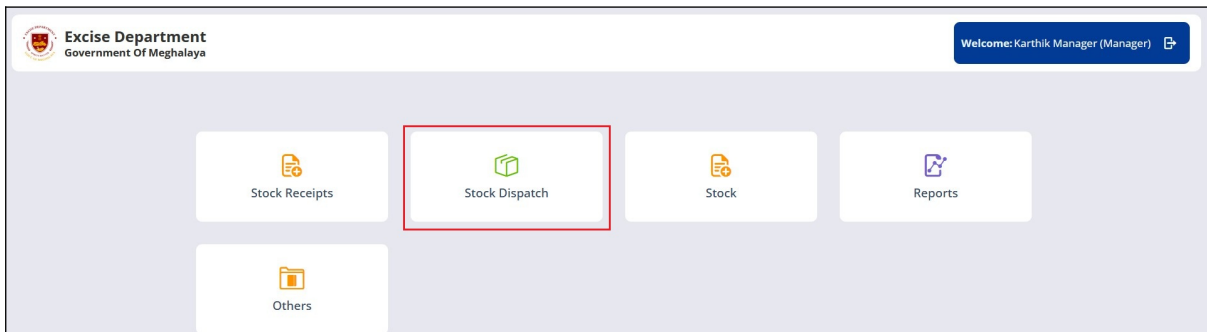 Excise Department
Government Of Meghalaya
Welcome: Karthik Manager (Manager)
Stock Receipts
Stock Dispatch
Stock
Reports
Others